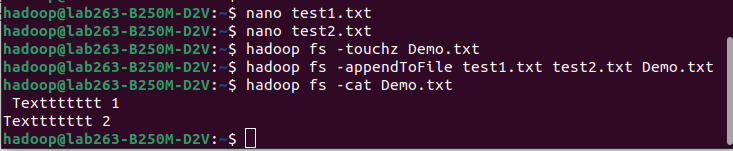 hadoop@lab263-B250M-D2V:~$ nano test1.txt
hadoop@lab263-B250M-D2V:~$ nano test2.txt
hadoop@lab263-B250M-D2V:~$ hadoop fs -touchz Demo.txt
hadoop@lab263-B250M-D2V:~$ hadoop fs -appendToFile test1.txt test2.txt Demo.txt
hadoop@lab263-B250M-D2V:~$ hadoop fs -cat Demo.txt
 Texttttttt 1
Texttttttt 2
hadoop@lab263-B250M-D2V:~$